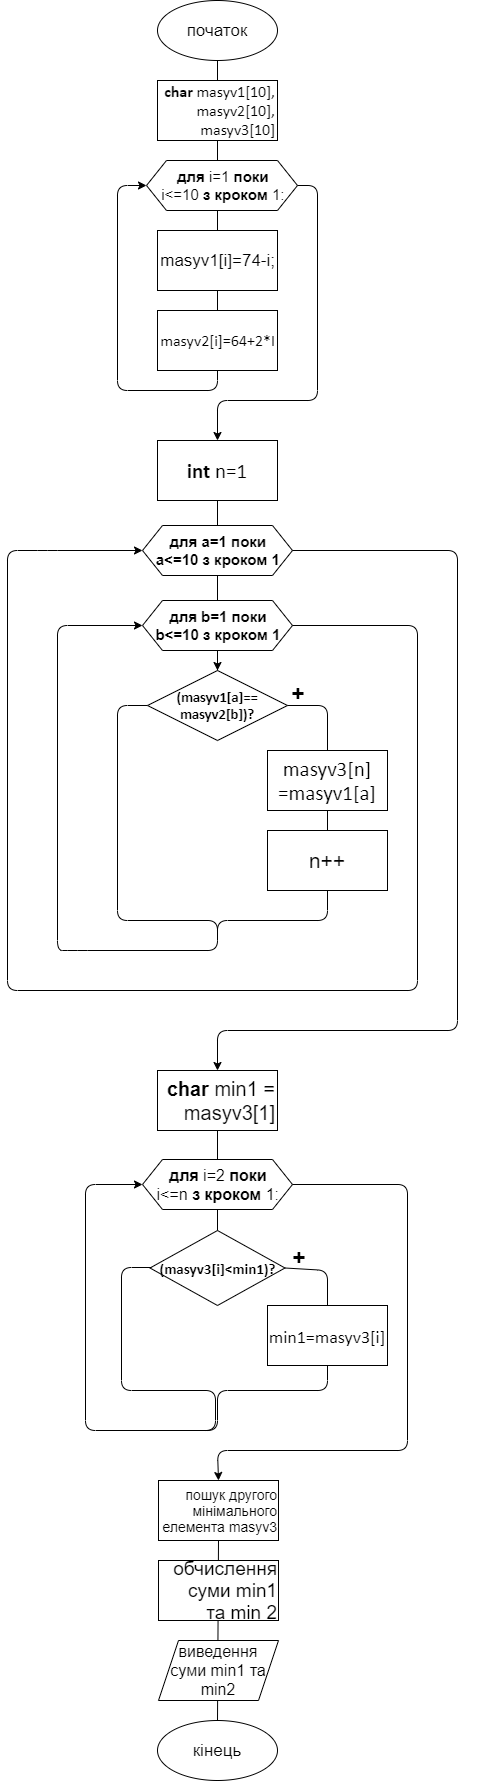 початок
char masyv1[10],
masyv2[10],
masyv3[10]
для i=1 поки
i<=10 з кроком 1:
masyv1[i]=74-i;
masyv2[i]=64+2*I
int n=1
для a=1 поки
a<=10 з кроком 1
для b=1 поки
b<=10 з кроком 1
(masyv1[a]==
masyv2[b])?
+
masyv3[n]
=masyv1[a]
n++
char min1 =
masyv3[1]
для i=2 поки
i<=n з кроком 1:
(masyv3[i]<min1)?
+
min1=masyv3[i]
пошук другого
мінімального
елемента masyv3
обчислення
суми min1
та min 2
виведення
суми min1 та
min2
кінець